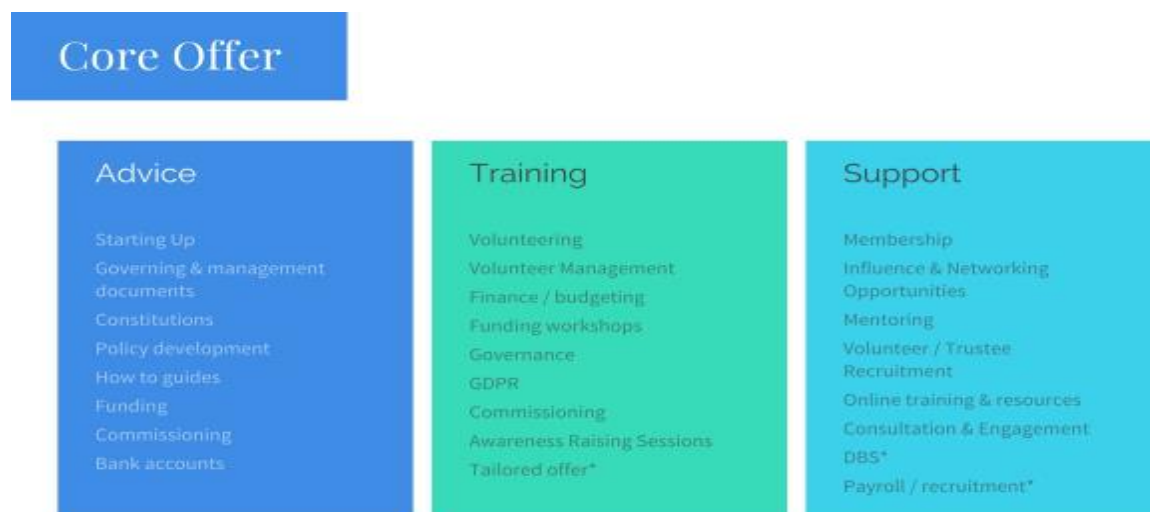 Core Offer
Advice
Starting Up
Governing & management
documents
Constitutions
Policy development
How to guides
Funding
Commissioning
Bank accounts
Training
Volunteering
Volunteer Management
Finance / budgeting
Funding workshops
Governance
GDPR
Commissioning
Awareness Raising Sessions
Tailored offer*
Support
Membership
Influence & Networking
Opportunities
Mentoring
Volunteer / Trustee
Recruitment
Online training & resources
Consultation & Engagement
DBS*
Payroll / recruitment*